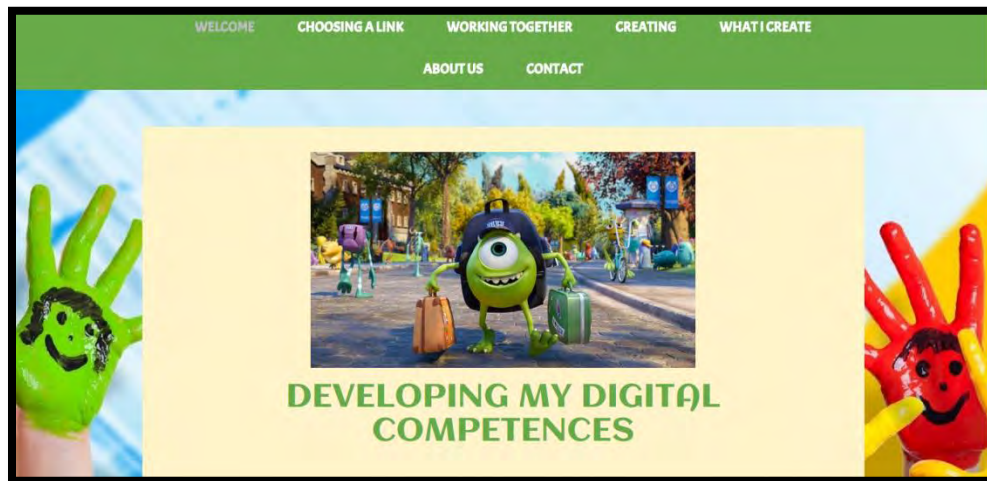 WELCOME CHOOSING A LINK WORKING TOGETHER CREATING WHAT I CREATE
ABOUT US CONTACT
DEVELOPING MY DIGITAL
COMPETENCES